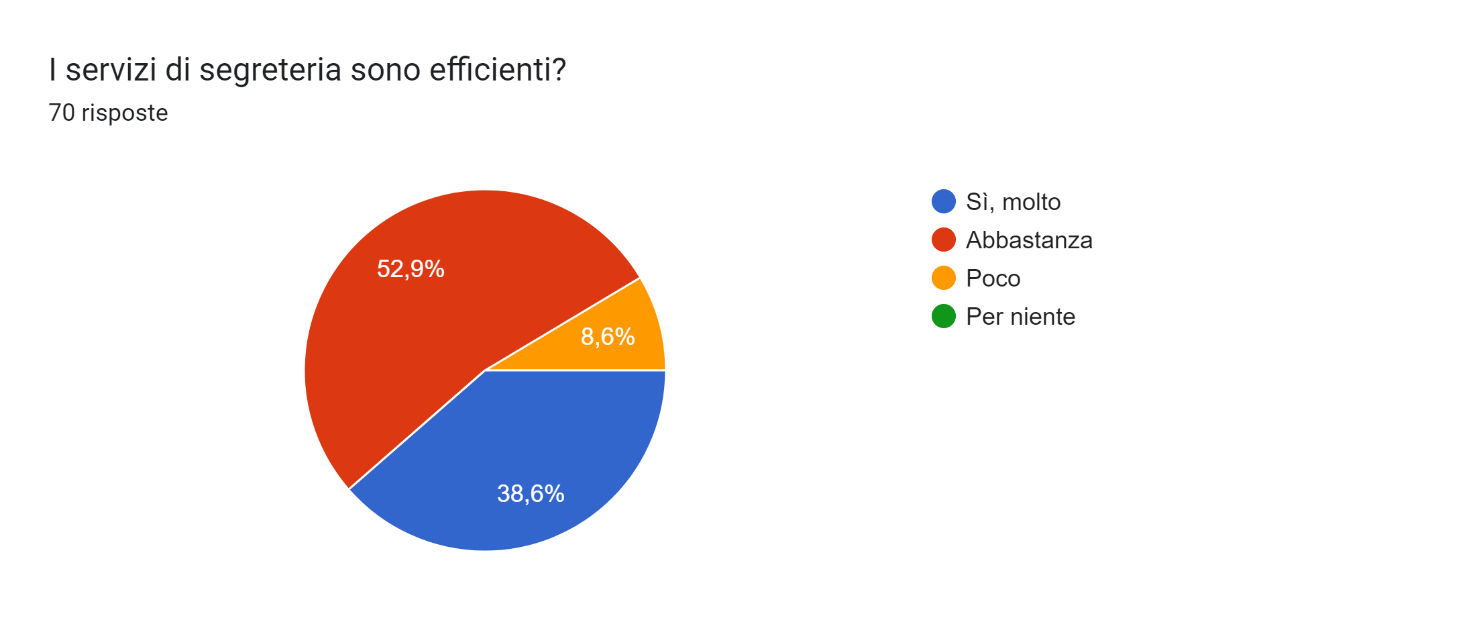 I servizi di segreteria sono efficienti?
70 risposte
52,9%
8,6%
38,6%
Sì, molto
Abbastanza
Poco
Per niente